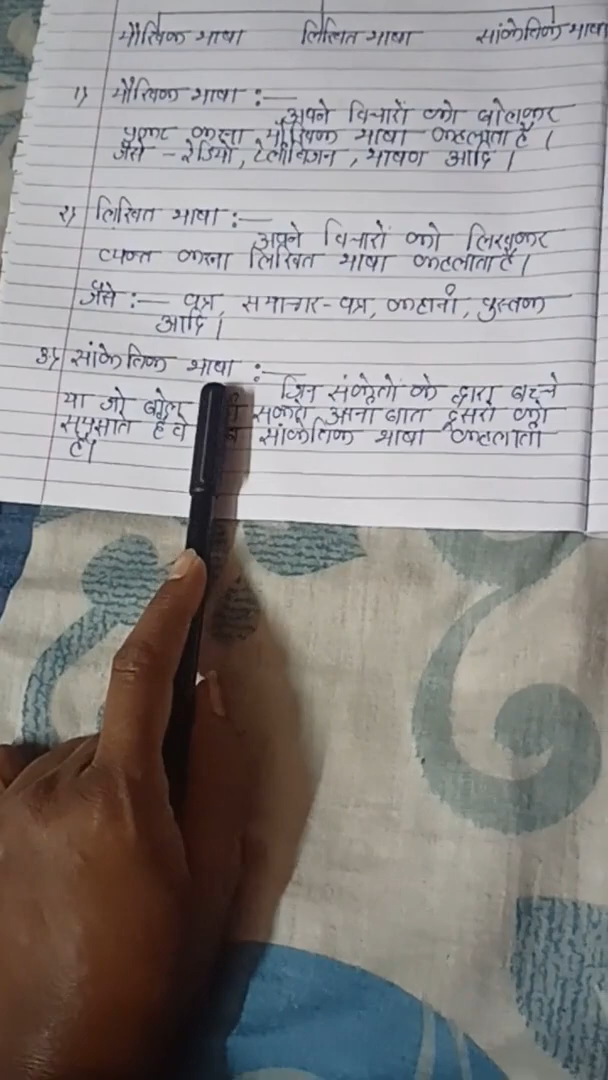 मौखिक भाषा लिखित भाषा सांकेतिक भाषा
1) मौखिक भाषा :—
अपने विचारों को बोलकर
प्रकट करना मौखिक भाषा कहलाता है ।
जैसे - रेडियो, टेलीविजन, भाषण आदि ।
2) लिखित भाषा :—
अपने विचारों को लिखकर
व्यक्त करना लिखित भाषा कहलाता है ।
जैसे :— पत्र, समाचार-पत्र, कहानी, पुस्तक
आदि ।
3) सांकेतिक भाषा :—
जिन संकेतो के द्वारा बच्चे
या जो बोल सकते अपना बात दूसरों को
है वे सांकेतिक भाषा कहलाती
है।